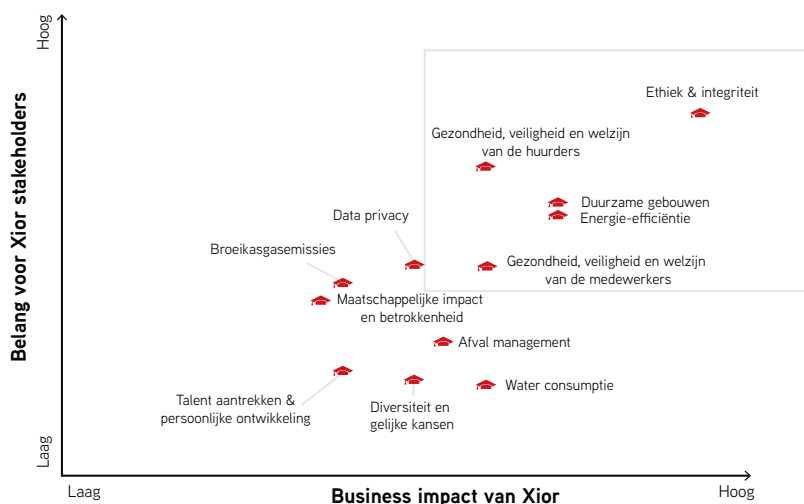 Hoog
Belang voor Xior stakeholders
Laag
Ethiek & integriteit
Gezondheid, veiligheid en welzijn
van de huurders
Duurzame gebouwen
Energie-efficiëntie
Data privacy
Broeikasgasemissies
Gezondheid, veiligheid en welzijn
van de medewerkers
Maatschappelijke impact
en betrokkenheid
Afval management
Water consumptie
Talent aantrekken &
persoonlijke ontwikkeling
Diversiteit en
gelijke kansen
Laag
Business impact van Xior
Hoog